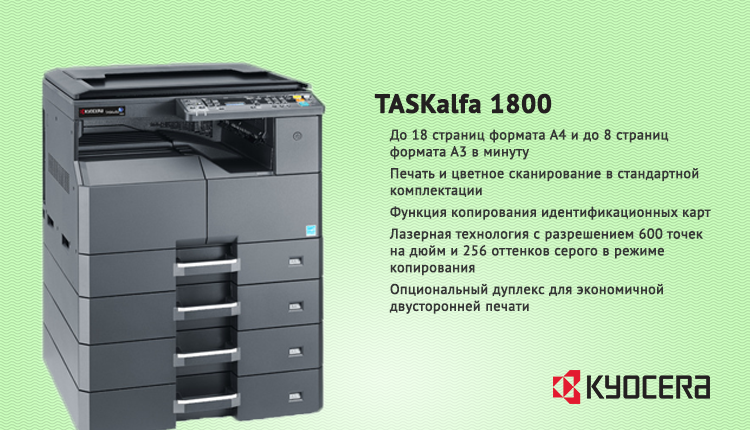 TASKalfa 1800
До 18 страниц формата А4 и до 8 страниц
формата А3 в минуту
Печать и цветное сканирование в стандартной
комплектации
Функция копирования идентификационных карт
Лазерная технология с разрешением 600 точек
на дюйм и 256 оттенков серого в режиме
копирования
Опциональный дуплекс для экономичной
двусторонней печати
KYOCERA
KYOCERA